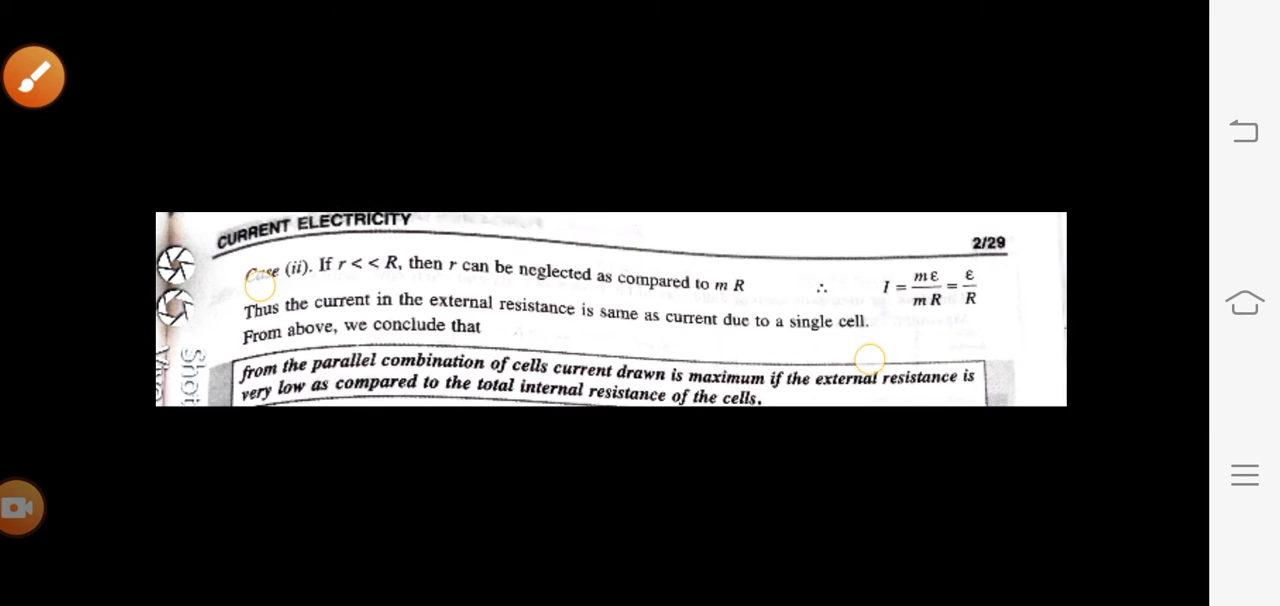 CURRENT ELECTRICITY
2/29
Case (ii). If r < < R, then r can be neglected as compared to m R ∴ I = mε / m R = ε / R
Thus the current in the external resistance is same as current due to a single cell.
From above, we conclude that
from the parallel combination of cells current drawn is maximum if the external resistance is
very low as compared to the total internal resistance of the cells.
Shot